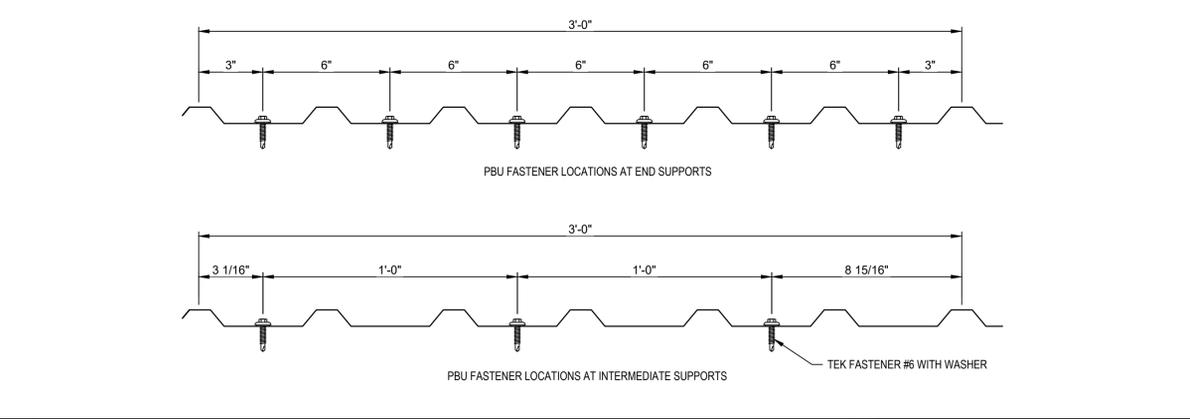 3'-0"
3" 6" 6" 6" 6" 6" 3"
PBU FASTENER LOCATIONS AT END SUPPORTS
3'-0"
3 1/16" 1'-0" 1'-0" 8 15/16"
TEK FASTENER #6 WITH WASHER
PBU FASTENER LOCATIONS AT INTERMEDIATE SUPPORTS